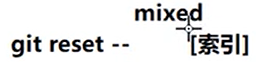 mixed
git reset -- [索引]